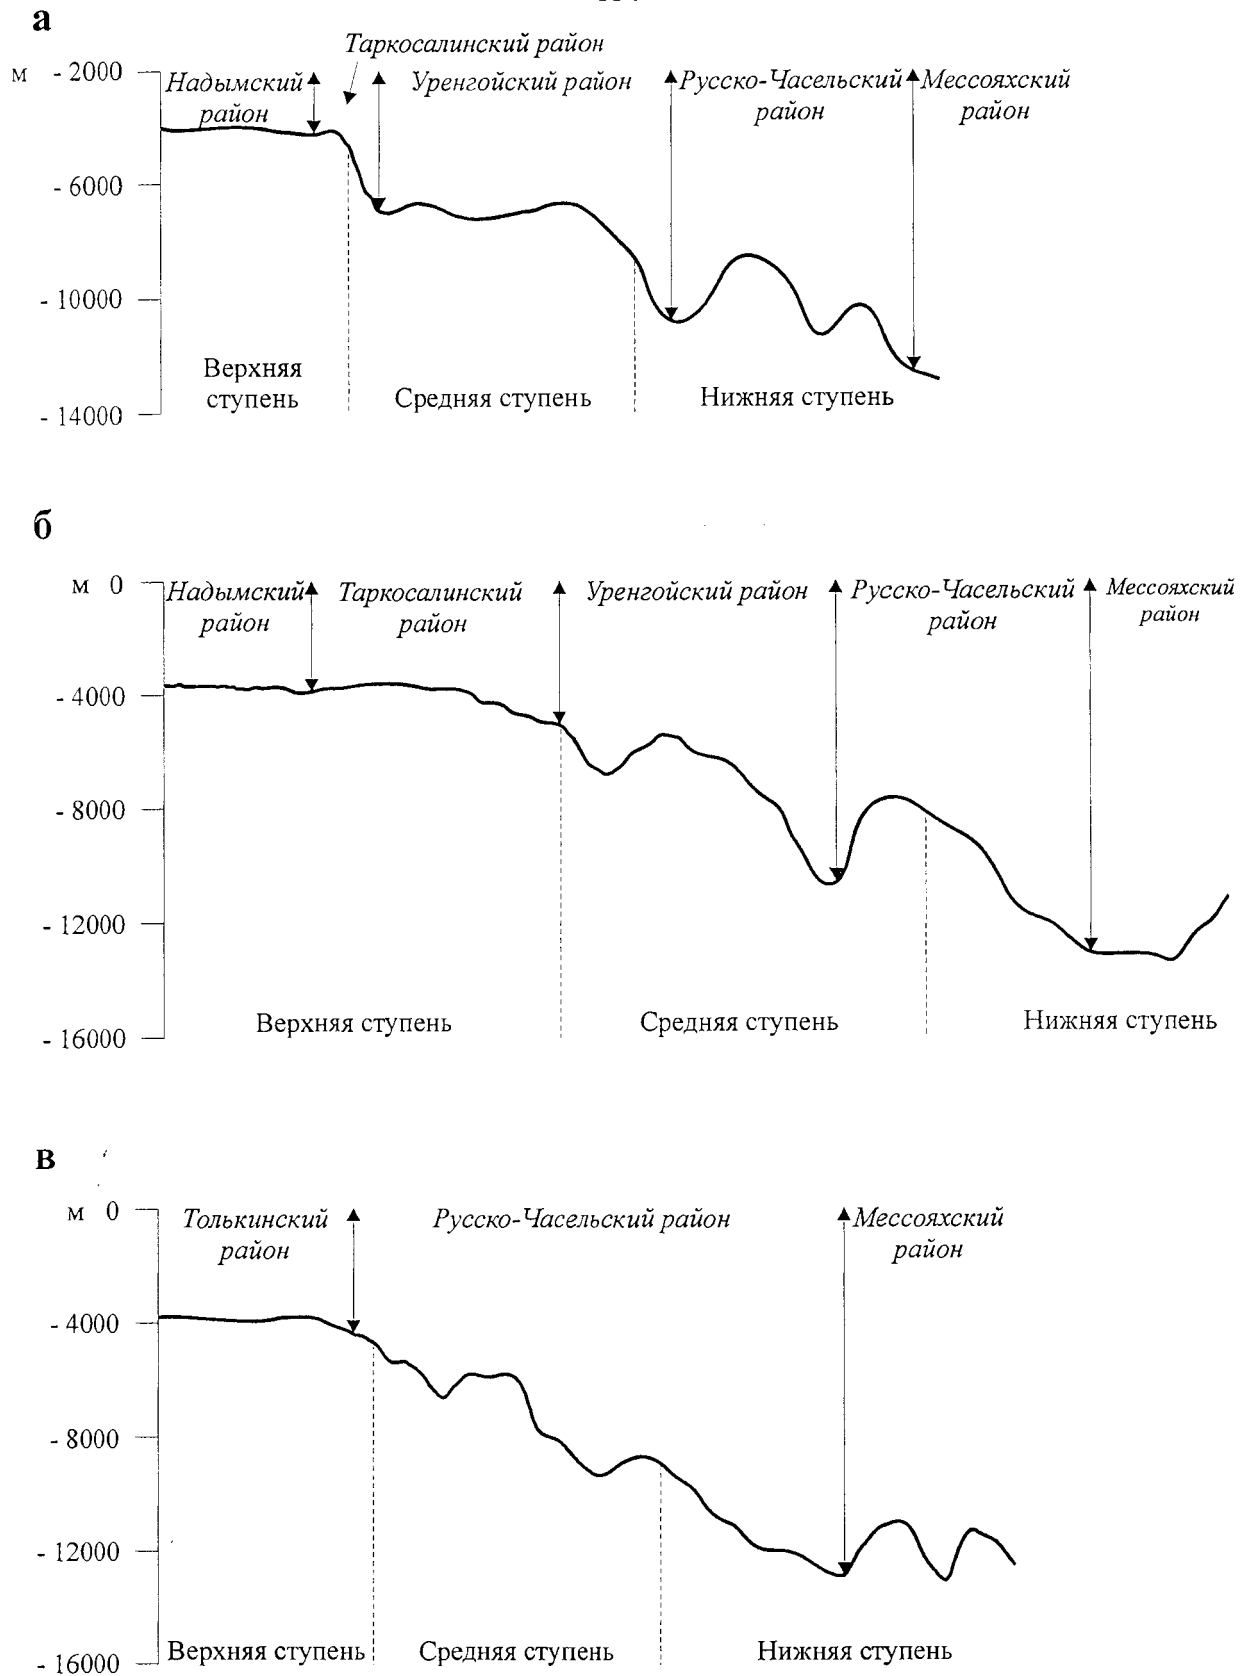 а
Таркосалинский район
м - 2000
Надымский район
Уренгойский район
Русско-Часельский район
Мессояхский район
- 6000
- 10000
- 14000
Верхняя ступень
Средняя ступень
Нижняя ступень
б
м 0
Надымский район
Таркосалинский район
Уренгойский район
Русско-Часельский район
Мессояхский район
- 4000
- 8000
- 12000
- 16000
Верхняя ступень
Средняя ступень
Нижняя ступень
в
м 0
Толькинский район
Русско-Часельский район
Мессояхский район
- 4000
- 8000
- 12000
- 16000
Верхняя ступень
Средняя ступень
Нижняя ступень